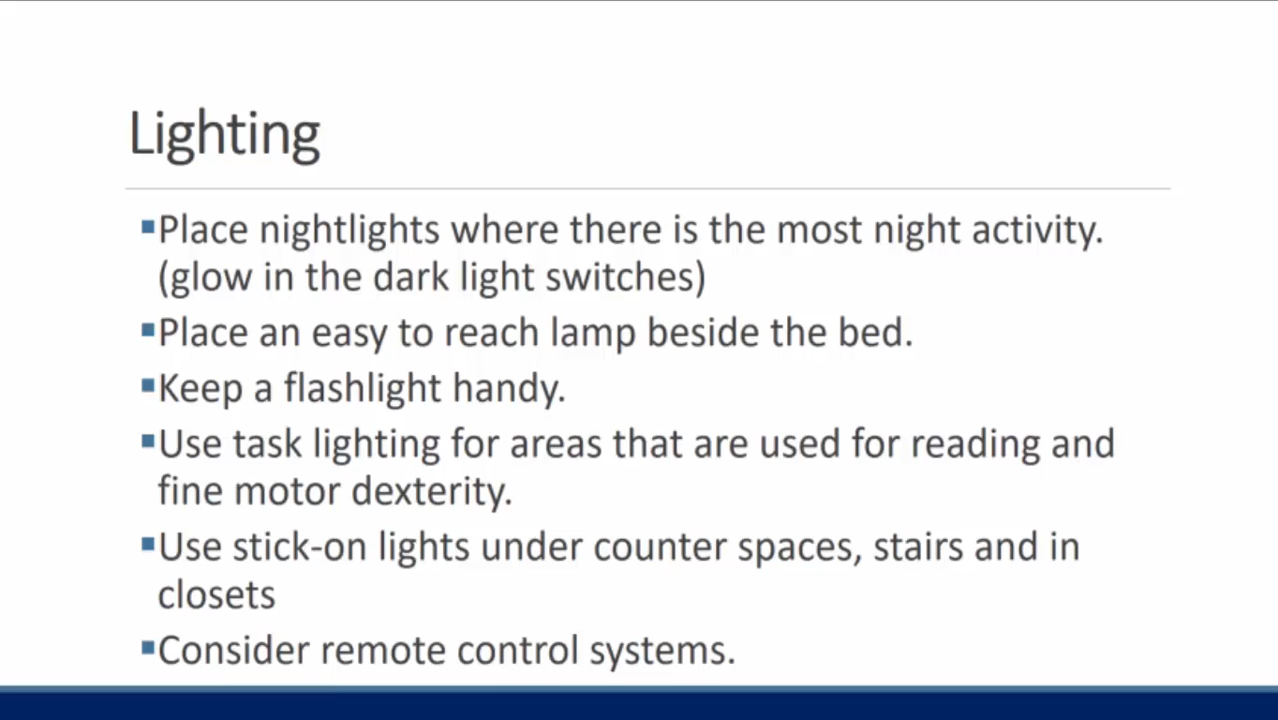 Lighting
▪Place nightlights where there is the most night activity.
(glow in the dark light switches)
▪Place an easy to reach lamp beside the bed.
▪Keep a flashlight handy.
▪Use task lighting for areas that are used for reading and
fine motor dexterity.
▪Use stick-on lights under counter spaces, stairs and in
closets
▪Consider remote control systems.